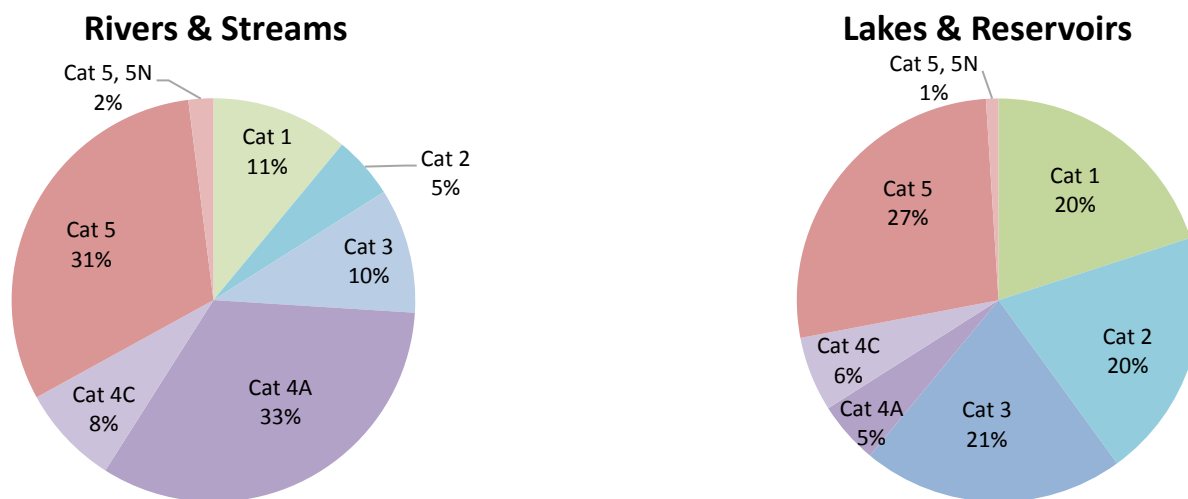 Rivers & Streams
Cat 5, 5N
2%
Cat 1
11%
Cat 2
5%
Cat 3
10%
Cat 4A
33%
Cat 4C
8%
Cat 5
31%
Lakes & Reservoirs
Cat 5, 5N
1%
Cat 1
20%
Cat 2
20%
Cat 3
21%
Cat 4A
5%
Cat 4C
6%
Cat 5
27%